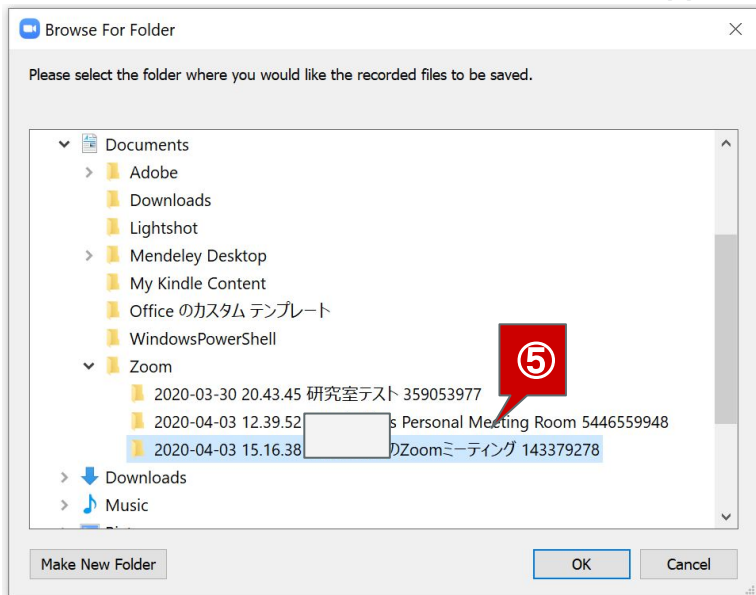 Browse For Folder
Please select the folder where you would like the recorded files to be saved.
Documents
Adobe
Downloads
Lightshot
Mendeley Desktop
My Kindle Content
Office のカスタム テンプレート
WindowsPowerShell
Zoom
⑤
2020-03-30 20.43.45 研究室テスト 359053977
2020-04-03 12.39.52 s Personal Meeting Room 5446559948
2020-04-03 15.16.38 のZoomミーティング 143379278
Downloads
Music
Make New Folder
OK
Cancel